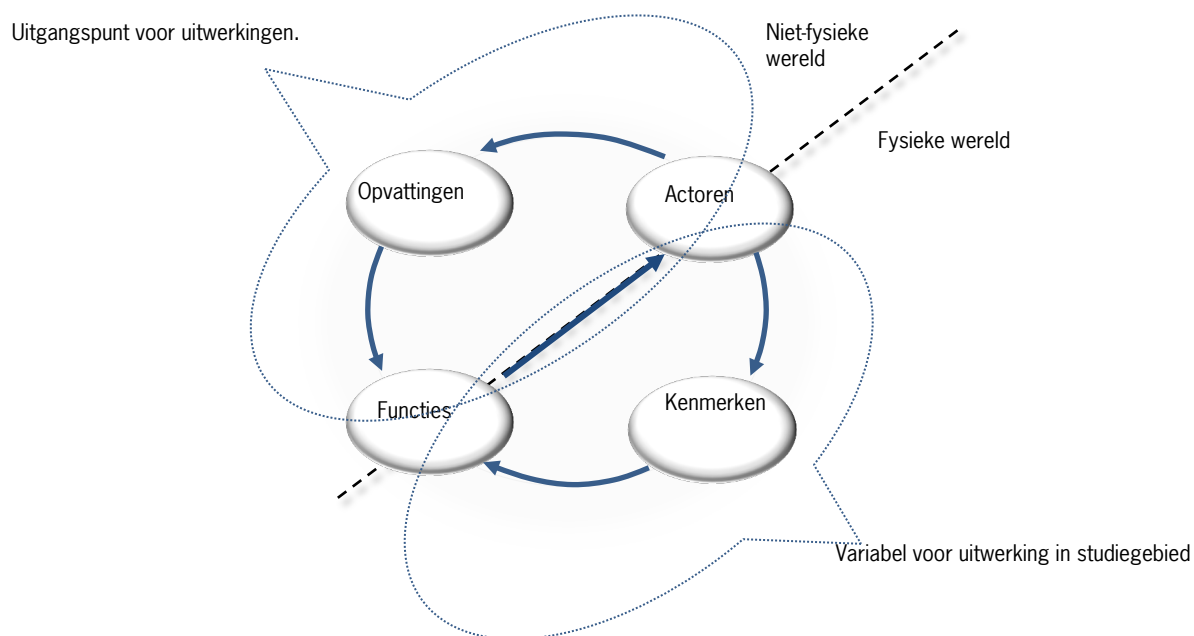 Uitgangspunt voor uitwerkingen.
Niet-fysieke
wereld
Fysieke wereld
Opvattingen
Actoren
Functies
Kenmerken
Variabel voor uitwerking in studiegebied